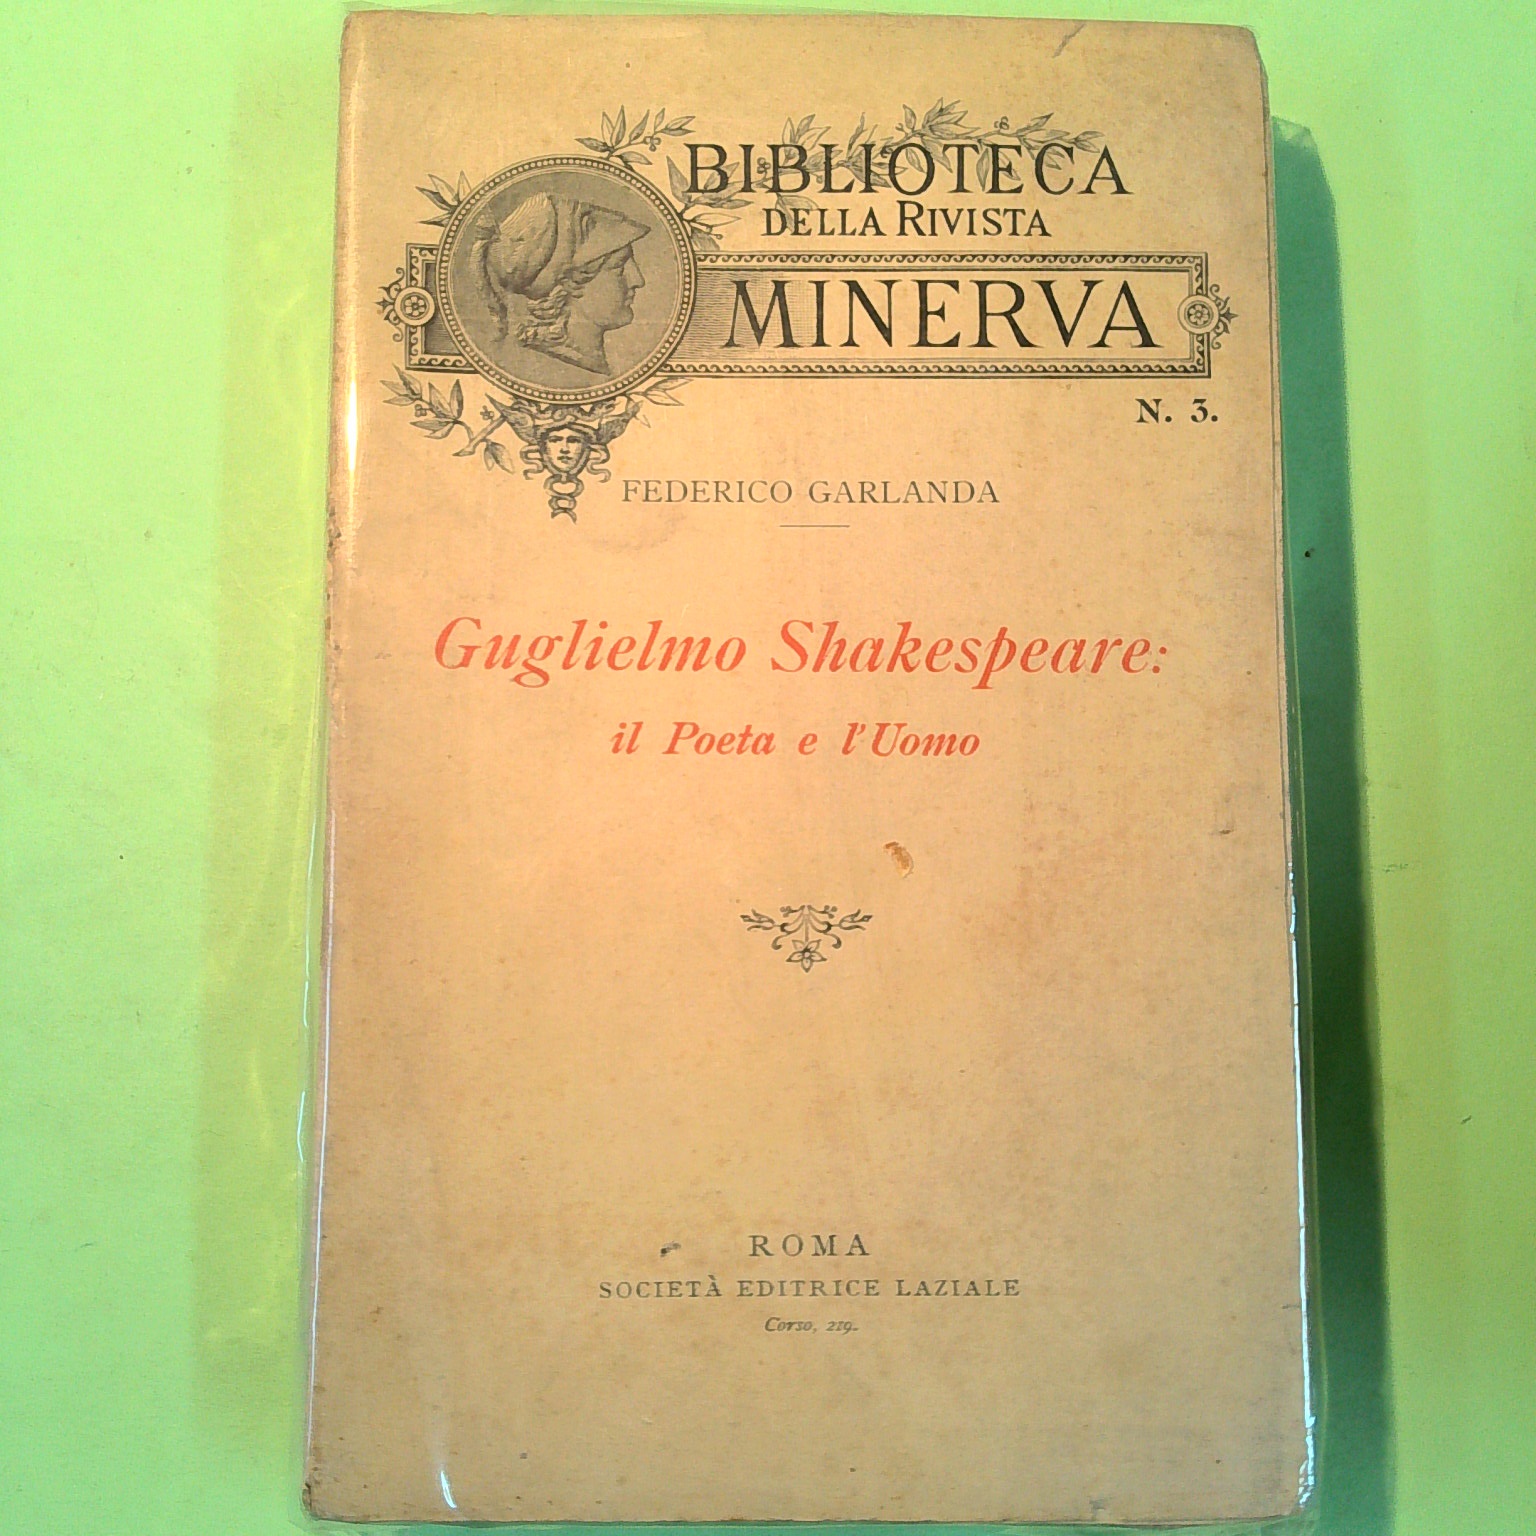 BIBLIOTECA
DELLA RIVISTA
MINERVA
N. 3.
FEDERICO GARLANDA
Guglielmo Shakespeare:
il Poeta e l'Uomo
ROMA
SOCIETÀ EDITRICE LAZIALE
Corso, 219.